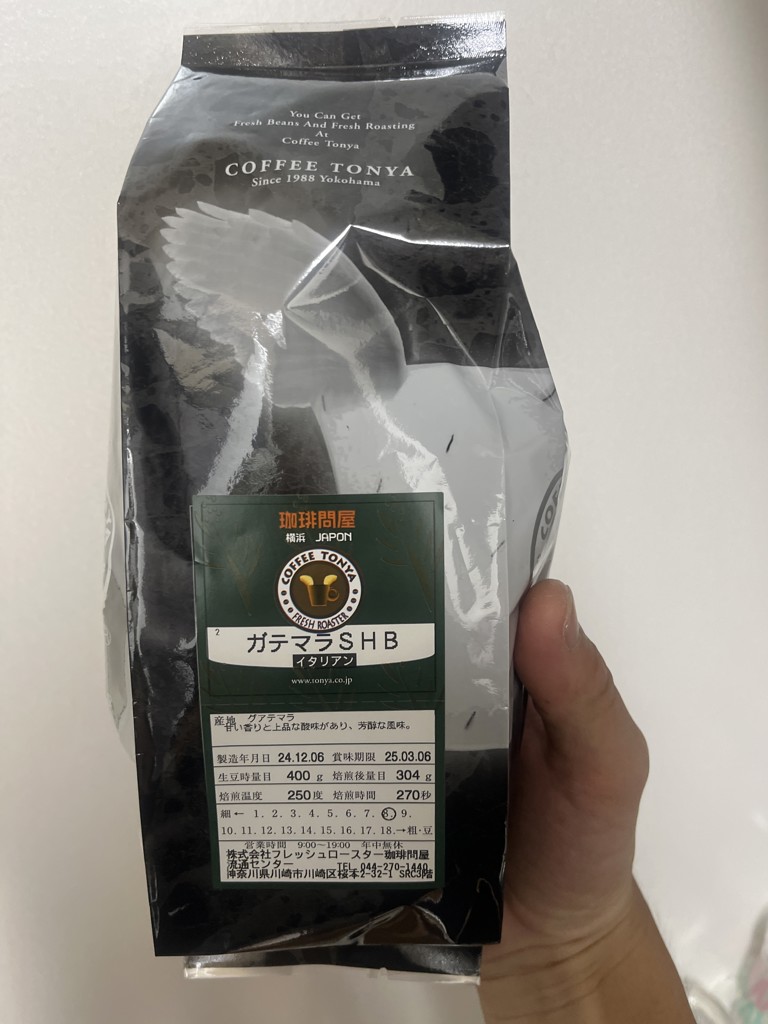 You Can Get
Fresh Beans And Fresh Roasting
At
Coffee Tonya
COFFEE TONYA
Since 1988 Yokohama
珈琲問屋
横浜 JAPON
COFFEE TONYA
FRESH ROASTER
2
ガテマラSHB
イタリアン
www.tonya.co.jp
産地 グアテマラ
甘い香りと上品な酸味があり、芳醇な風味。
製造年月日 24.12.06 賞味期限 25.03.06
生豆時量目 400 g 焙煎後量目 304 g
焙煎温度 250度 焙煎時間 270秒
細← 1. 2. 3. 4. 5. 6. 7. 8. 9.
10. 11. 12. 13. 14. 15. 16. 17. 18.→粗・豆
営業時間 9:00~19:00 年中無休
株式会社フレッシュロースター珈琲問屋
流通センター TEL 044-270-1440
神奈川県川崎市川崎区桜本2-32-1 SRC3階